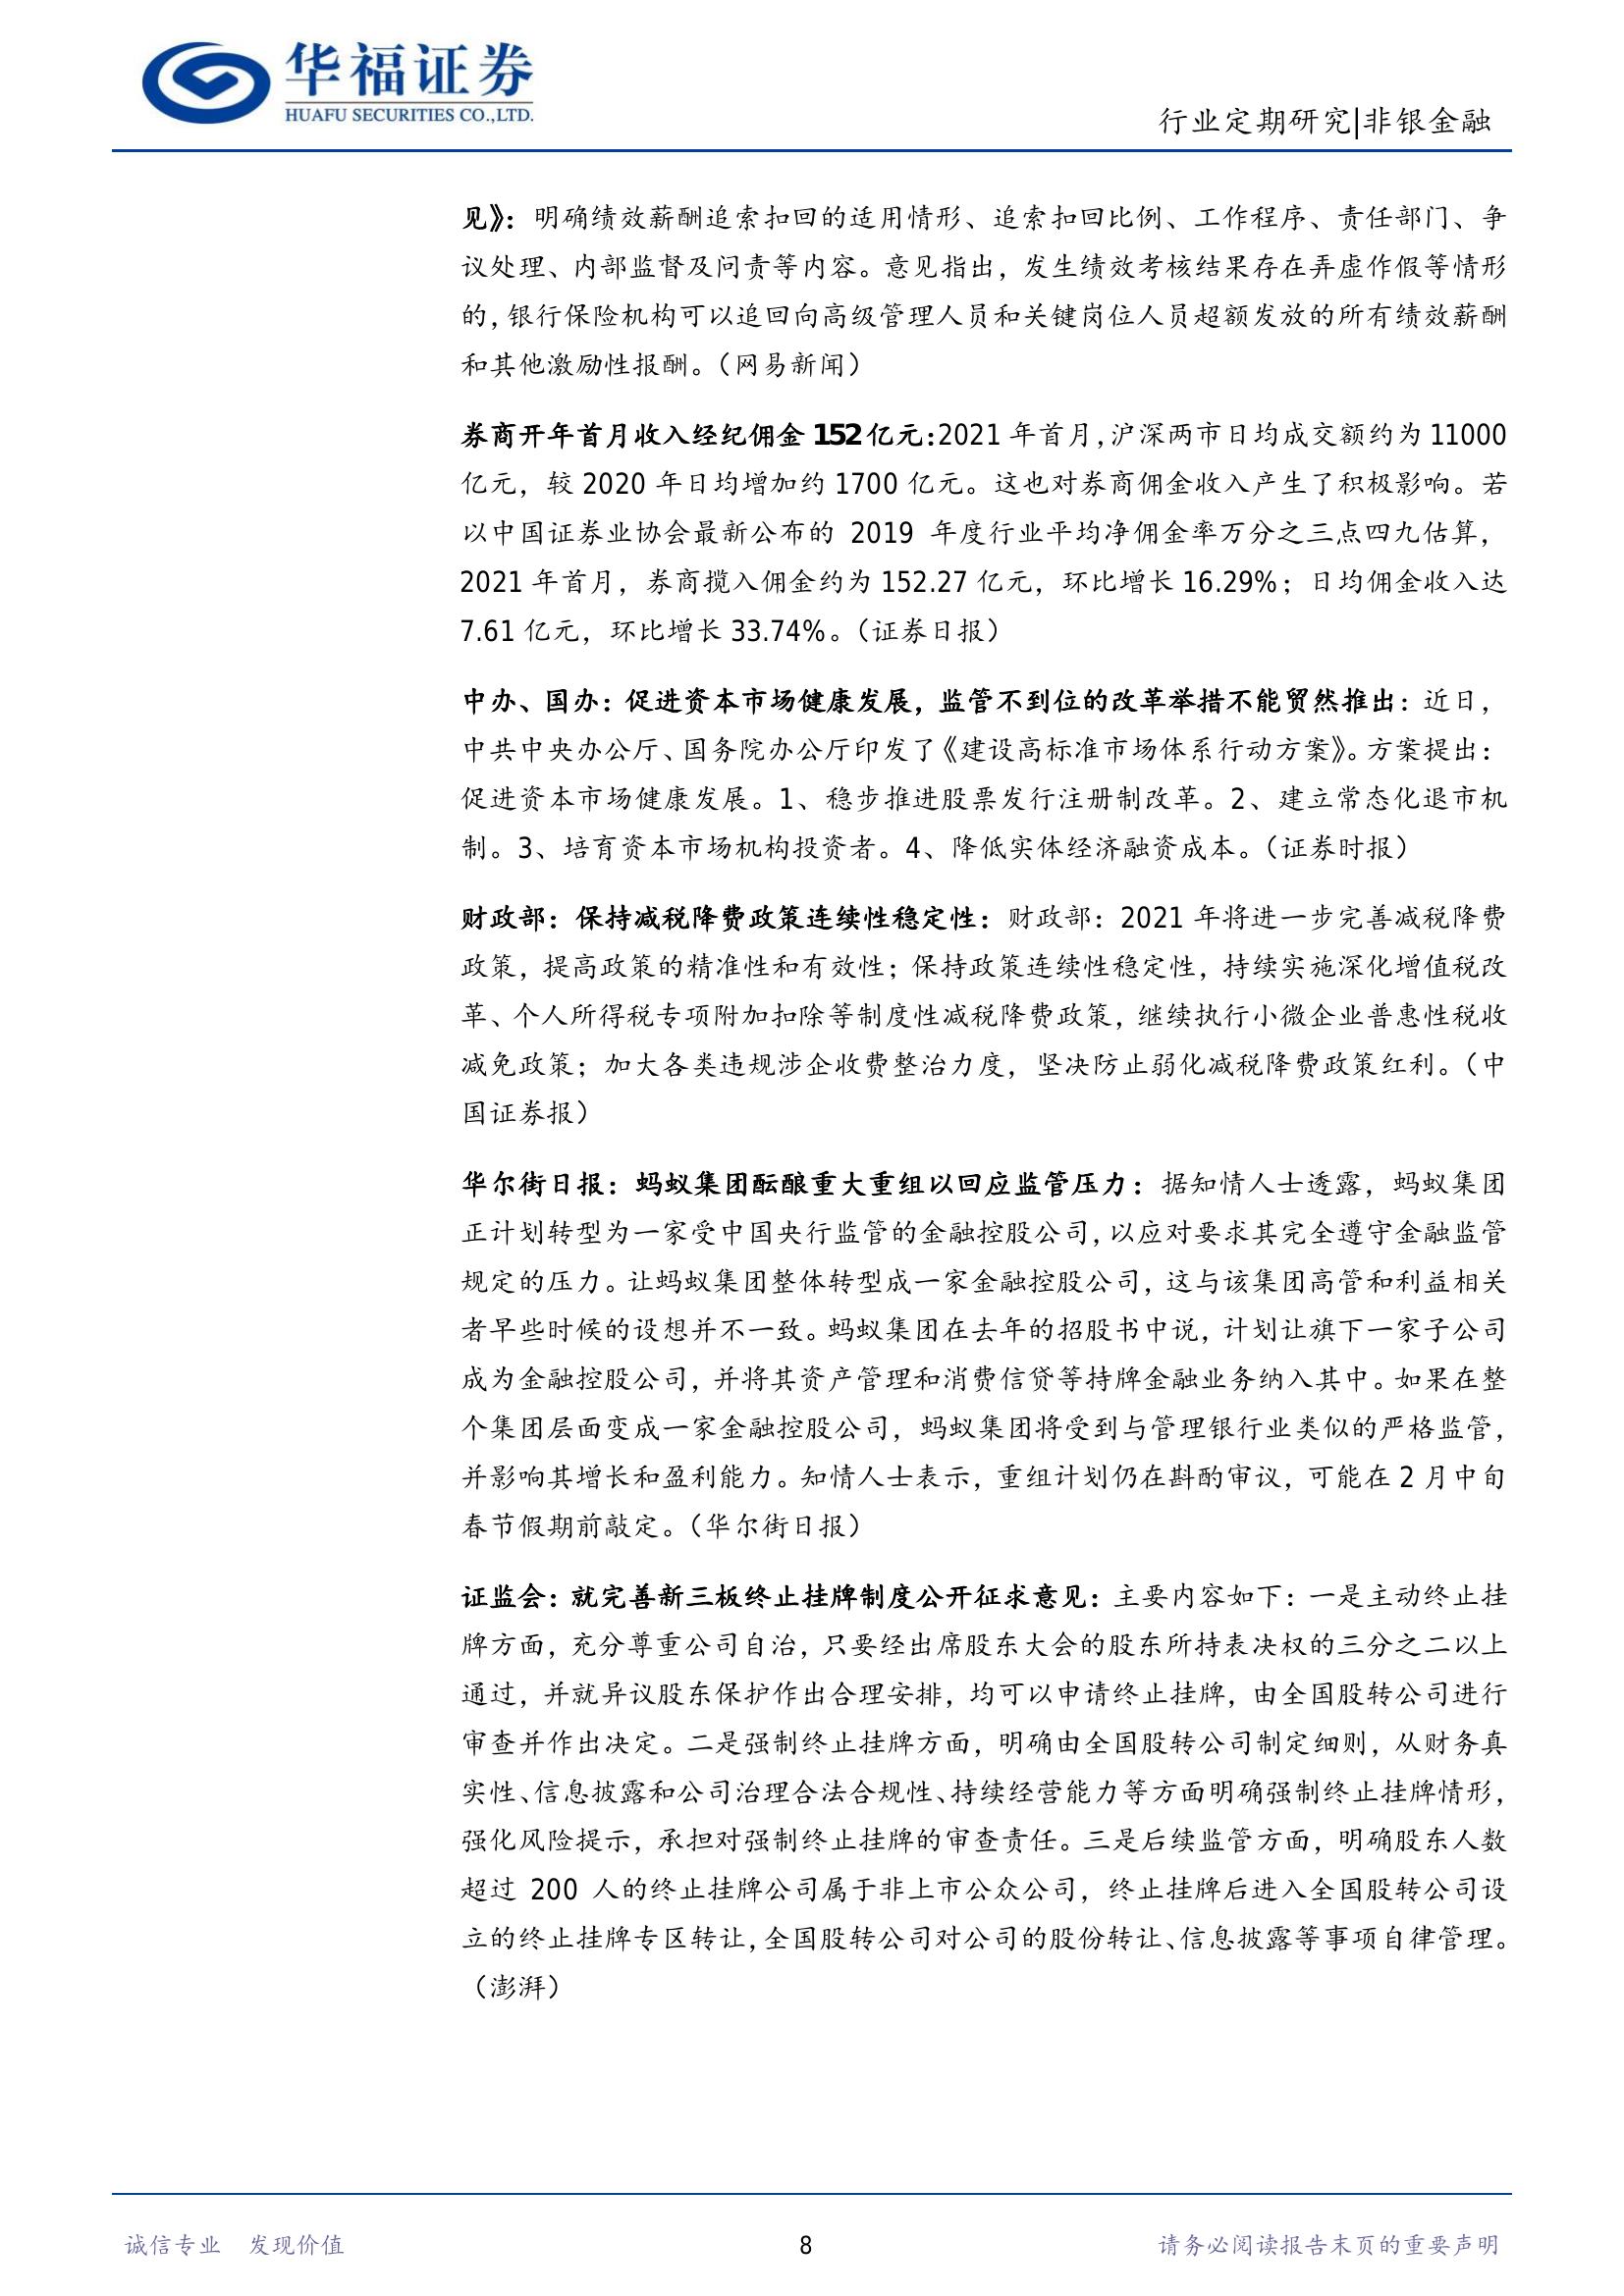 华福证券
HUAFU SECURITIES CO.,LTD.
行业定期研究|非银金融
见》：明确绩效薪酬追索扣回的适用情形、追索扣回比例、工作程序、责任部门、争
议处理、内部监督及问责等内容。意见指出，发生绩效考核结果存在弄虚作假等情形
的，银行保险机构可以追回向高级管理人员和关键岗位人员超额发放的所有绩效薪酬
和其他激励性报酬。（网易新闻）
券商开年首月收入经纪佣金 152 亿元：2021 年首月，沪深两市日均成交额约为 11000
亿元，较 2020 年日均增加约 1700 亿元。这也对券商佣金收入产生了积极影响。若
以中国证券业协会最新公布的 2019 年度行业平均净佣金率万分之三点四九估算，
2021 年首月，券商揽入佣金约为 152.27 亿元，环比增长 16.29%；日均佣金收入达
7.61 亿元，环比增长 33.74%。（证券日报）
中办、国办：促进资本市场健康发展，监管不到位的改革举措不能贸然推出：近日，
中共中央办公厅、国务院办公厅印发了《建设高标准市场体系行动方案》。方案提出：
促进资本市场健康发展。1、稳步推进股票发行注册制改革。2、建立常态化退市机
制。3、培育资本市场机构投资者。4、降低实体经济融资成本。（证券时报）
财政部：保持减税降费政策连续性稳定性：财政部：2021 年将进一步完善减税降费
政策，提高政策的精准性和有效性；保持政策连续性稳定性，持续实施深化增值税改
革、个人所得税专项附加扣除等制度性减税降费政策，继续执行小微企业普惠性税收
减免政策；加大各类违规涉企收费整治力度，坚决防止弱化减税降费政策红利。（中
国证券报）
华尔街日报：蚂蚁集团酝酿重大重组以回应监管压力：据知情人士透露，蚂蚁集团
正计划转型为一家受中国央行监管的金融控股公司，以应对要求其完全遵守金融监管
规定的压力。让蚂蚁集团整体转型成一家金融控股公司，这与该集团高管和利益相关
者早些时候的设想并不一致。蚂蚁集团在去年的招股书中说，计划让旗下一家子公司
成为金融控股公司，并将其资产管理和消费信贷等持牌金融业务纳入其中。如果在整
个集团层面变成一家金融控股公司，蚂蚁集团将受到与管理银行业类似的严格监管，
并影响其增长和盈利能力。知情人士表示，重组计划仍在斟酌审议，可能在 2 月中旬
春节假期前敲定。（华尔街日报）
证监会：就完善新三板终止挂牌制度公开征求意见：主要内容如下：一是主动终止挂
牌方面，充分尊重公司自治，只要经出席股东大会的股东所持表决权的三分之二以上
通过，并就异议股东保护作出合理安排，均可以申请终止挂牌，由全国股转公司进行
审查并作出决定。二是强制终止挂牌方面，明确由全国股转公司制定细则，从财务真
实性、信息披露和公司治理合法合规性、持续经营能力等方面明确强制终止挂牌情形，
强化风险提示，承担对强制终止挂牌的审查责任。三是后续监管方面，明确股东人数
超过 200 人的终止挂牌公司属于非上市公众公司，终止挂牌后进入全国股转公司设
立的终止挂牌专区转让，全国股转公司对公司的股份转让、信息披露等事项自律管理。
（澎湃）
诚信专业 发现价值
8
请务必阅读报告末页的重要声明